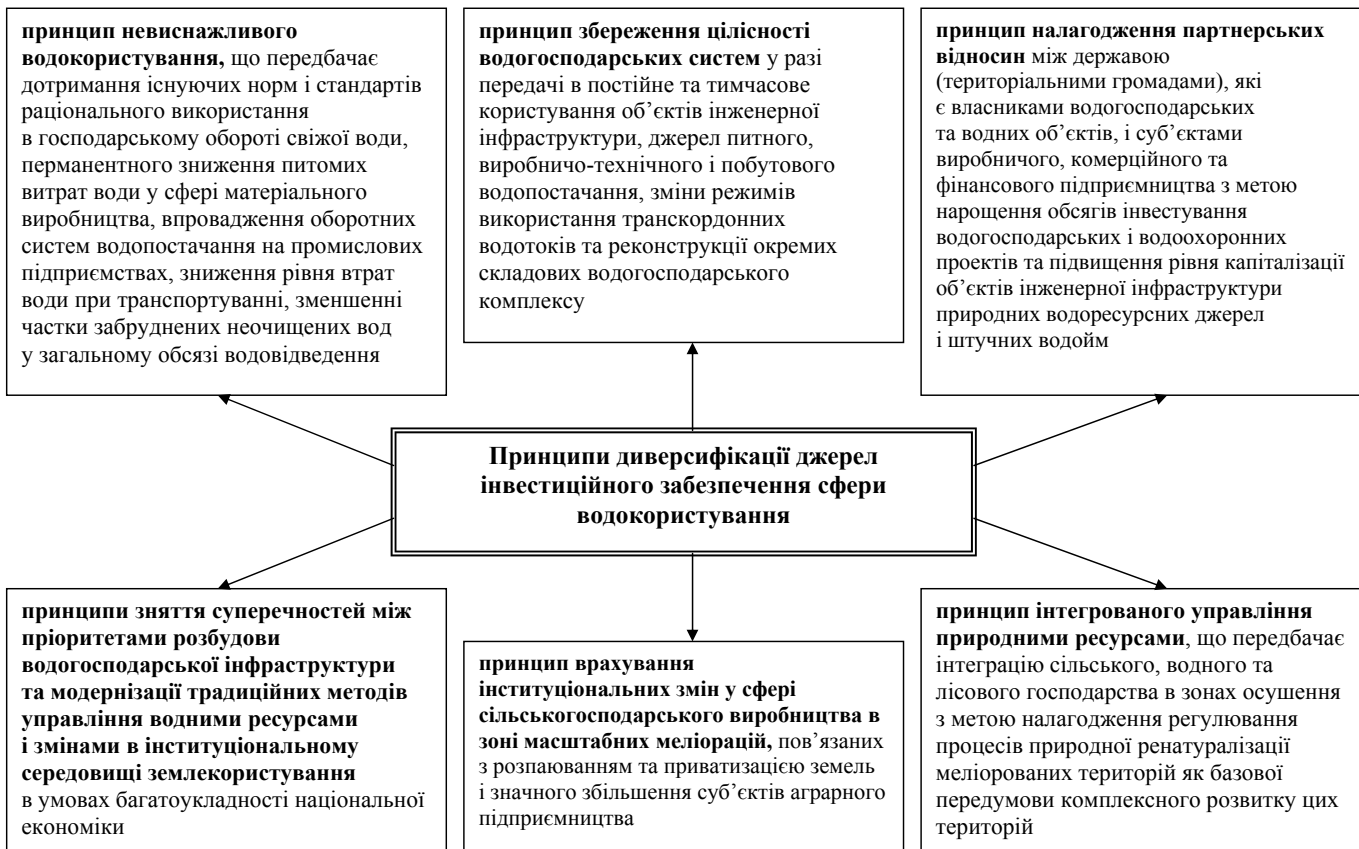 принцип невиснажливого
водокористування, що передбачає
дотримання існуючих норм і стандартів
раціонального використання
в господарському обороті свіжої води,
перманентного зниження питомих
витрат води у сфері матеріального
виробництва, впровадження оборотних
систем водопостачання на промислових
підприємствах, зниження рівня втрат
води при транспортуванні, зменшенні
частки забруднених неочищених вод
у загальному обсязі водовідведення
принцип збереження цілісності
водогосподарських систем у разі
передачі в постійне та тимчасове
користування об’єктів інженерної
інфраструктури, джерел питного,
виробничо-технічного і побутового
водопостачання, зміни режимів
використання транскордонних
водотоків та реконструкції окремих
складових водогосподарського
комплексу
принцип налагодження партнерських
відносин між державою
(територіальними громадами), які
є власниками водогосподарських
та водних об’єктів, і суб’єктами
виробничого, комерційного та
фінансового підприємництва з метою
нарощення обсягів інвестування
водогосподарських і водоохоронних
проектів та підвищення рівня капіталізації
об’єктів інженерної інфраструктури
природних водоресурсних джерел
і штучних водойм
Принципи диверсифікації джерел
інвестиційного забезпечення сфери
водокористування
принципи зняття суперечностей між
пріоритетами розбудови
водогосподарської інфраструктури
та модернізації традиційних методів
управління водними ресурсами
і змінами в інституціональному
середовищі землекористування
в умовах багатоукладності національної
економіки
принцип врахування
інституціональних змін у сфері
сільськогосподарського виробництва в
зоні масштабних меліорацій, пов’язаних
з розпаюванням та приватизацією земель
і значного збільшення суб’єктів аграрного
підприємництва
принцип інтегрованого управління
природними ресурсами, що передбачає
інтеграцію сільського, водного та
лісового господарства в зонах осушення
з метою налагодження регулювання
процесів природної ренатуралізації
меліорованих територій як базової
передумови комплексного розвитку цих
територій